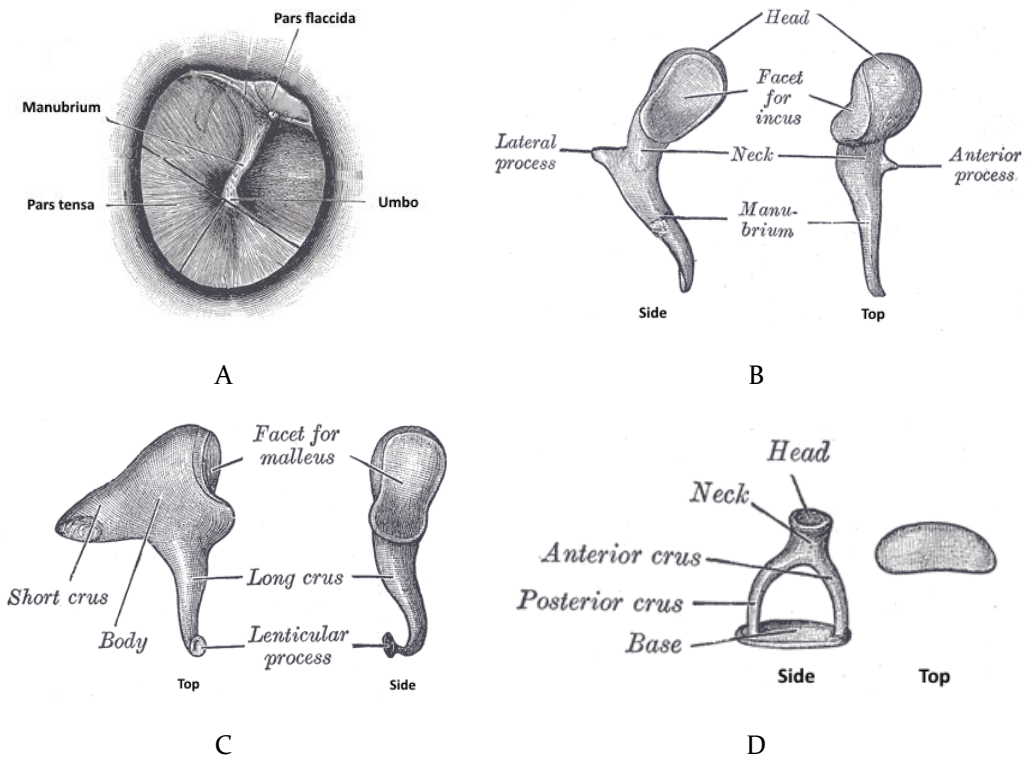 Pars flaccida
Manubrium
Pars tensa
Umbo
A
Head
Facet
for
incus
Lateral
process
Neck
Anterior
process.
Manu-
brium
Side
Top
B
Facet for
malleus
Short crus
Body
Long crus
Lenticular
process
Top
Side
C
Head
Neck
Anterior crus
Posterior crus
Base
Side
Top
D